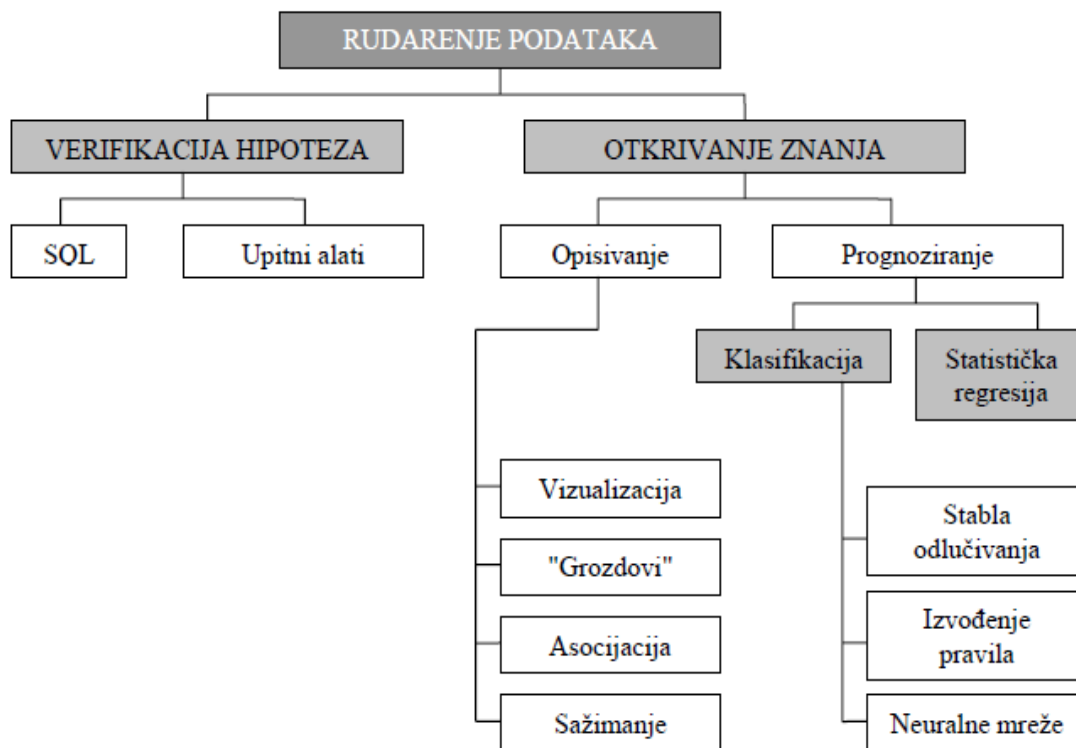 RUDARENJE PODATAKA
VERIFIKACIJA HIPOTEZA
OTKRIVANJE ZNANJA
SQL
Upitni alati
Opisivanje
Prognoziranje
Klasifikacija
Statistička
regresija
Vizualizacija
"Grozdovi"
Asocijacija
Sažimanje
Stabla
odlučivanja
Izvođenje
pravila
Neuralne mreže